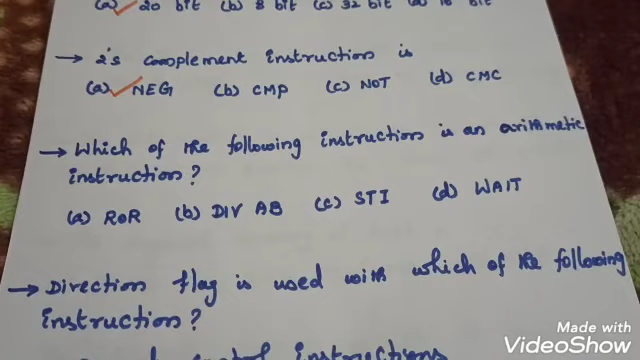 (a) 20 bit (b) 8 bit (c) 32 bit (d) 16 bit
→ 2's complement instruction is
(a) NEG (b) CMP (c) NOT (d) CMC
→ Which of the following instruction is an arithmetic
instruction?
(a) ROR (b) DIV AB (c) STI (d) WAIT
→ Direction flag is used with which of the following
instruction?
control instructions
Made with
VideoShow